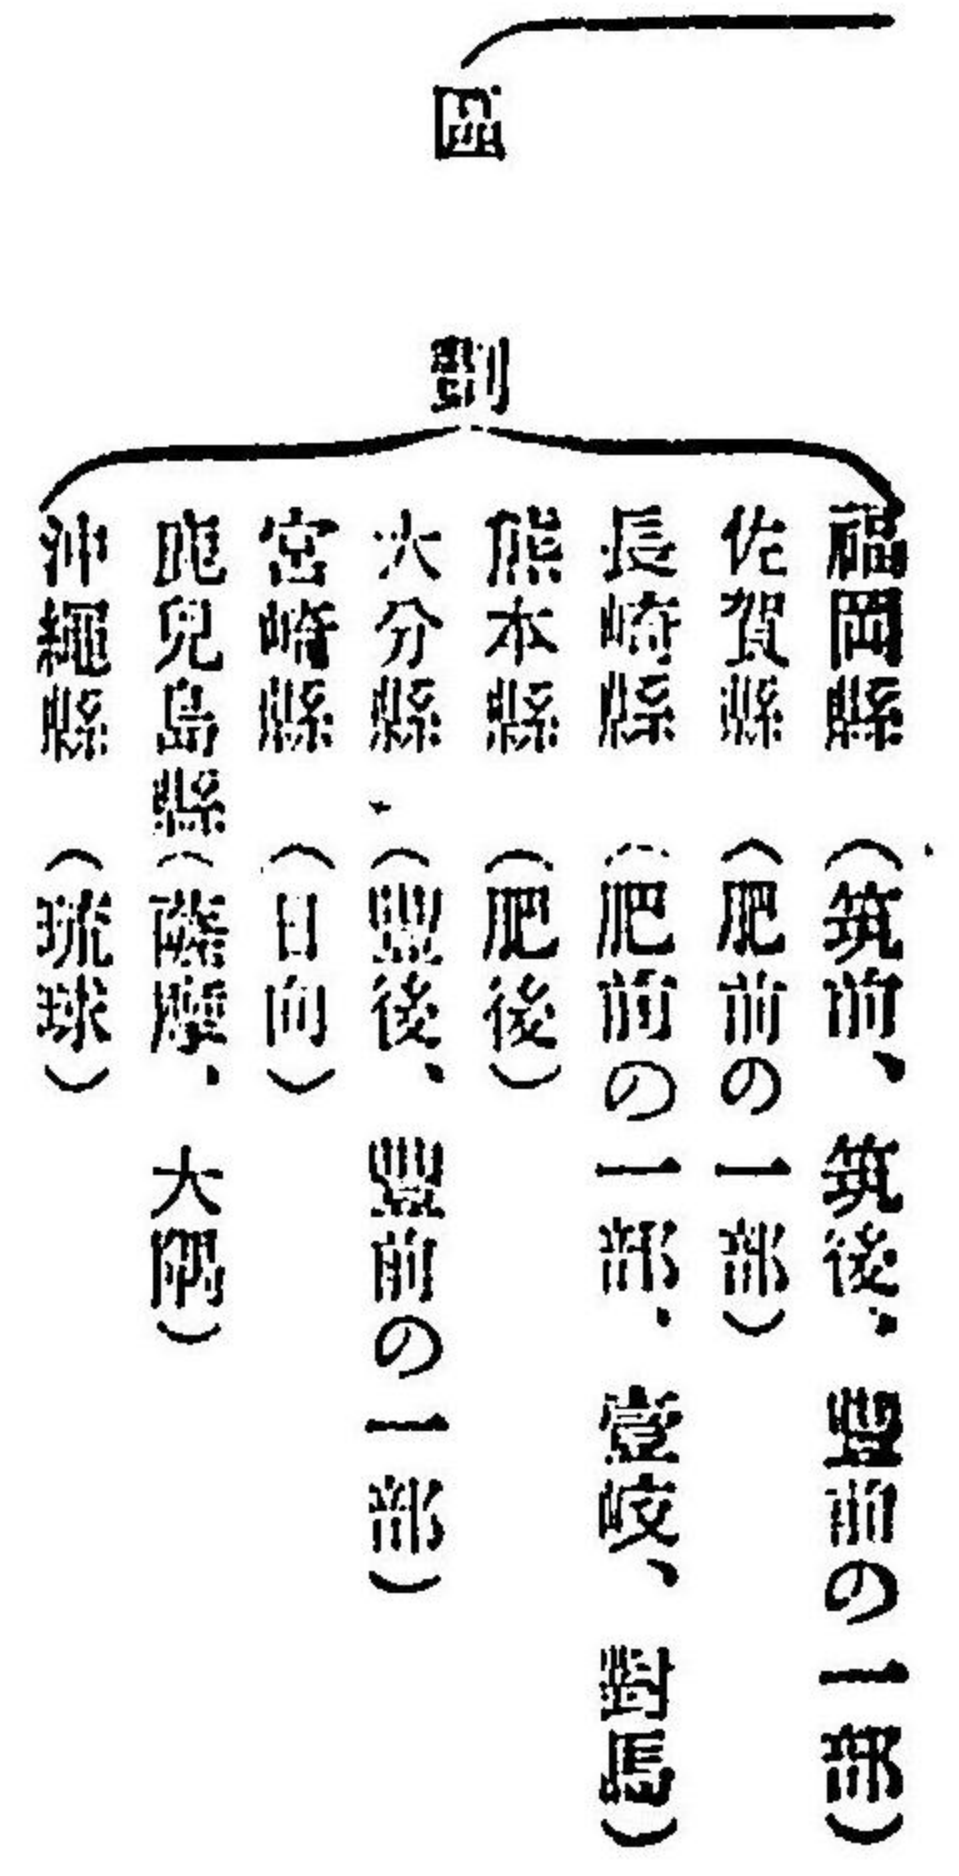 區劃
福岡縣(筑前、筑後、豐前の一部)
佐賀縣(肥前の一部)
長崎縣(肥前の一部、壹岐、對馬)
熊本縣(肥後)
大分縣(豐後、豐前の一部)
宮崎縣(日向)
鹿兒島縣(薩摩、大隅)
沖繩縣(琉球)